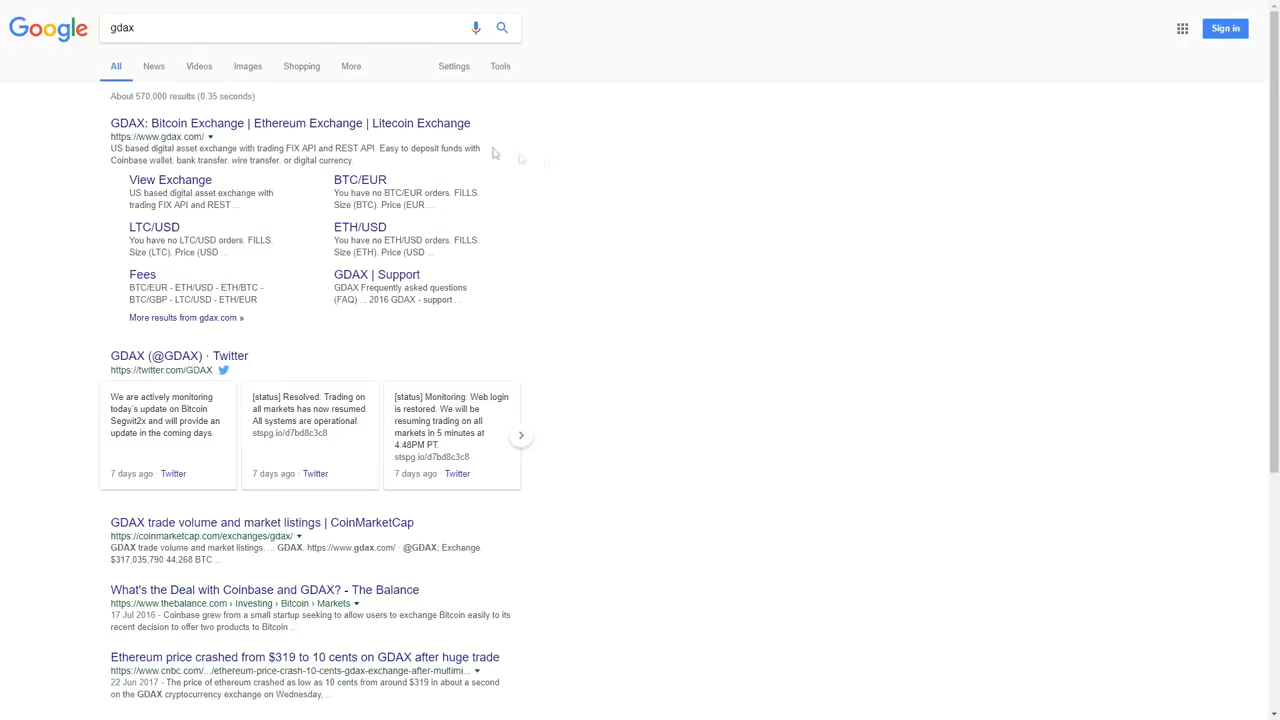 Google
gdax
Sign in
All News Videos Images Shopping More Settings Tools
About 570,000 results (0.35 seconds)
GDAX: Bitcoin Exchange | Ethereum Exchange | Litecoin Exchange
https://www.gdax.com/
US based digital asset exchange with trading FIX API and REST API. Easy to deposit funds with
Coinbase wallet, bank transfer, wire transfer, or digital currency.
View Exchange
US based digital asset exchange with
trading FIX API and REST ...
BTC/EUR
You have no BTC/EUR orders. FILLS.
Size (BTC). Price (EUR ...
LTC/USD
You have no LTC/USD orders. FILLS.
Size (LTC). Price (USD ...
ETH/USD
You have no ETH/USD orders. FILLS.
Size (ETH). Price (USD ...
Fees
BTC/EUR - ETH/USD - ETH/BTC -
BTC/GBP - LTC/USD - ETH/EUR
GDAX | Support
GDAX Frequently asked questions
(FAQ) ... 2016 GDAX - support ...
More results from gdax.com »
GDAX (@GDAX) · Twitter
https://twitter.com/GDAX
We are actively monitoring
today's update on Bitcoin
Segwit2x and will provide an
update in the coming days.
7 days ago · Twitter
[status] Resolved: Trading on
all markets has now resumed.
All systems are operational.
stspg.io/d7bd8c3c8
7 days ago · Twitter
[status] Monitoring: Web login
is restored. We will be
resuming trading on all
markets in 5 minutes at
4:48PM PT.
stspg.io/d7bd8c3c8
7 days ago · Twitter
GDAX trade volume and market listings | CoinMarketCap
https://coinmarketcap.com/exchanges/gdax/
GDAX trade volume and market listings. ... GDAX. https://www.gdax.com/ · @GDAX; Exchange.
$317,035,790 44,268 BTC ...
What's the Deal with Coinbase and GDAX? - The Balance
https://www.thebalance.com › Investing › Bitcoin › Markets
17 Jul 2016 - Coinbase grew from a small startup seeking to allow users to exchange Bitcoin easily to its
recent decision to offer two products to Bitcoin ...
Ethereum price crashed from $319 to 10 cents on GDAX after huge trade
https://www.cnbc.com/.../ethereum-price-crash-10-cents-gdax-exchange-after-multimi...
22 Jun 2017 - The price of ethereum crashed as low as 10 cents from around $319 in about a second
on the GDAX cryptocurrency exchange on Wednesday, ...